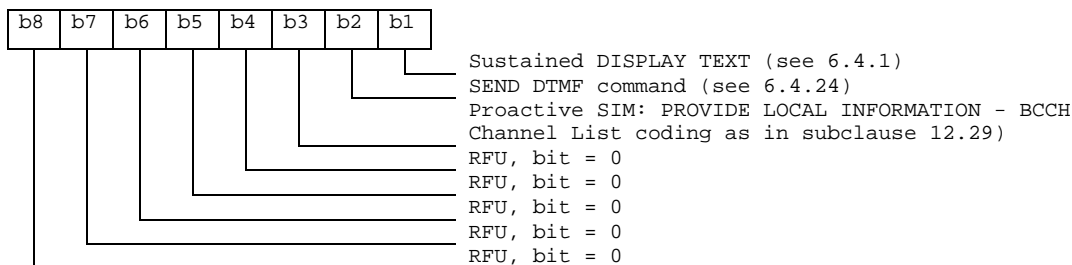 b8 b7 b6 b5 b4 b3 b2 b1
Sustained DISPLAY TEXT (see 6.4.1)
SEND DTMF command (see 6.4.24)
Proactive SIM: PROVIDE LOCAL INFORMATION - BCCH
Channel List coding as in subclause 12.29)
RFU, bit = 0
RFU, bit = 0
RFU, bit = 0
RFU, bit = 0
RFU, bit = 0